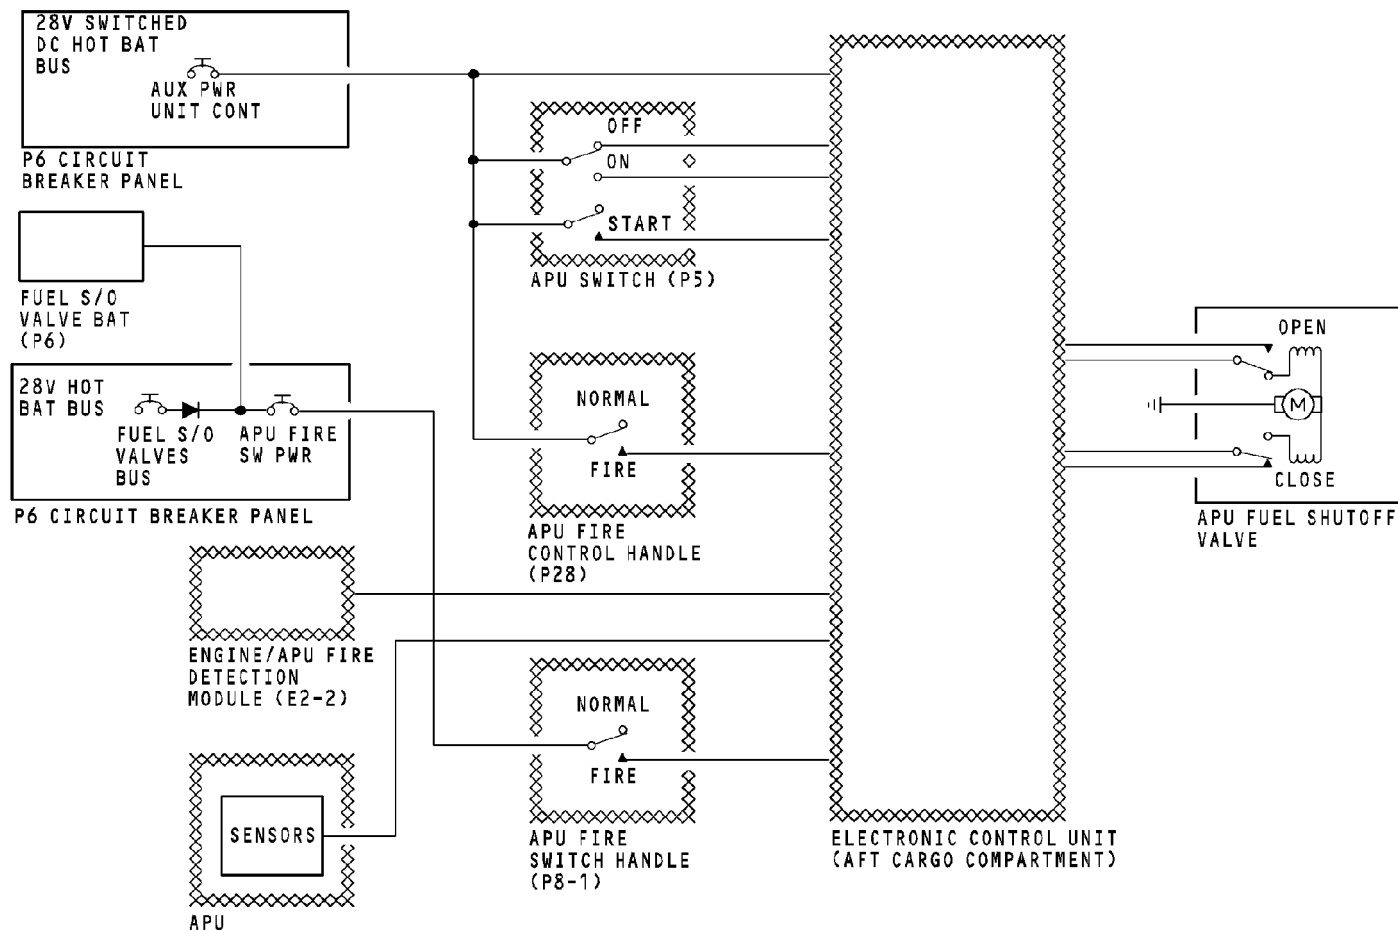 28V SWITCHED
DC HOT BAT
BUS
AUX PWR
UNIT CONT
P6 CIRCUIT
BREAKER PANEL
OFF
ON
START
APU SWITCH (P5)
FUEL S/O
VALVE BAT
(P6)
28V HOT
BAT BUS
FUEL S/O
VALVES
BUS
APU FIRE
SW PWR
P6 CIRCUIT BREAKER PANEL
NORMAL
FIRE
APU FIRE
CONTROL HANDLE
(P28)
OPEN
M
CLOSE
APU FUEL SHUTOFF
VALVE
ENGINE/APU FIRE
DETECTION
MODULE (E2-2)
NORMAL
FIRE
APU FIRE
SWITCH HANDLE
(P8-1)
SENSORS
APU
ELECTRONIC CONTROL UNIT
(AFT CARGO COMPARTMENT)